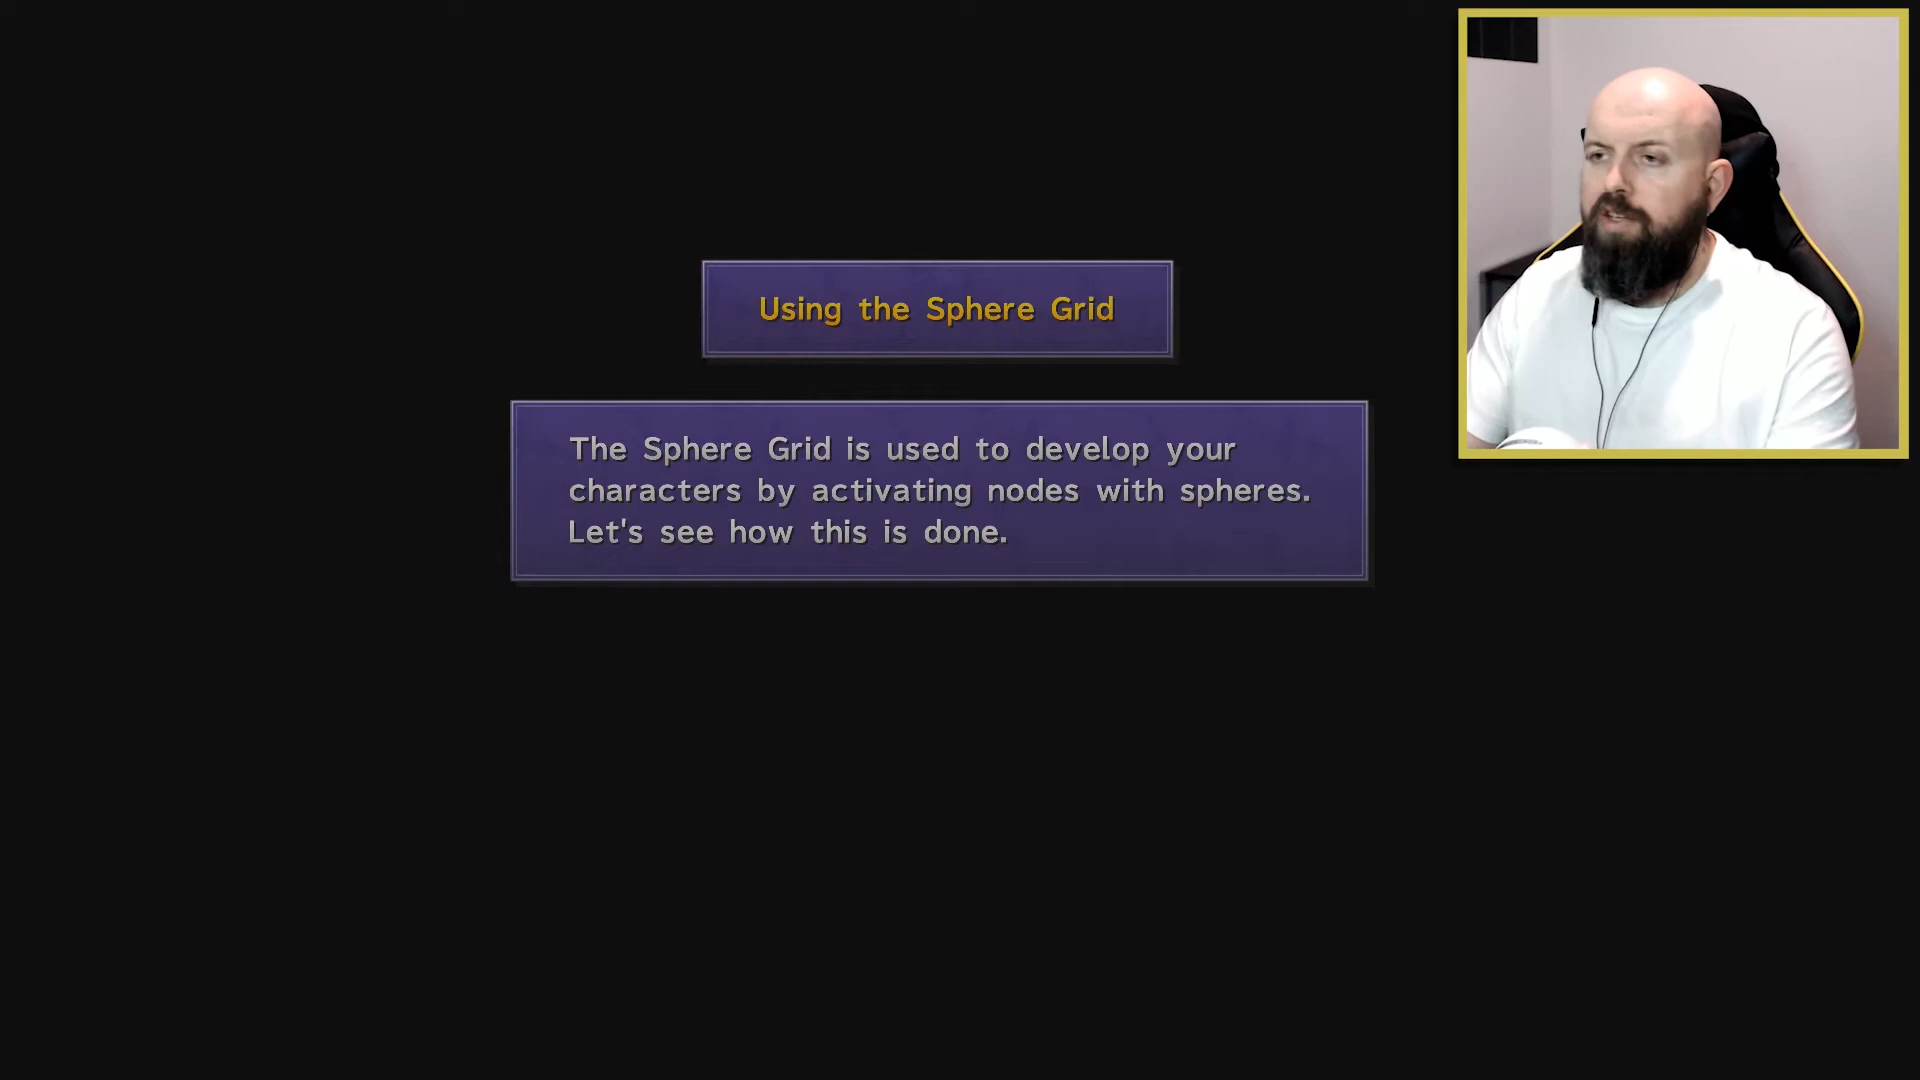 Using the Sphere Grid
The Sphere Grid is used to develop your
characters by activating nodes with spheres.
Let's see how this is done.